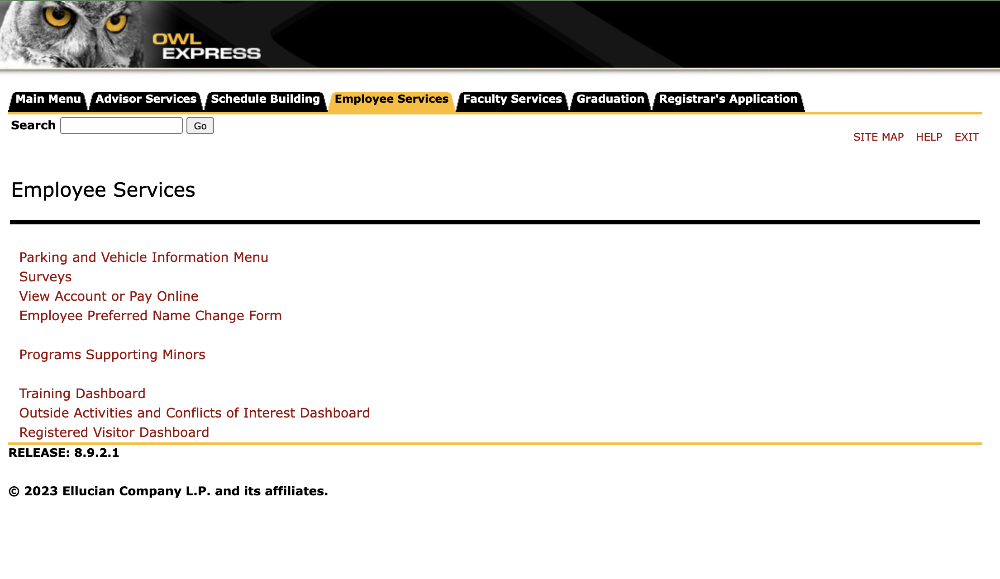 OWL
EXPRESS
Main Menu Advisor Services Schedule Building Employee Services Faculty Services Graduation Registrar's Application
Search Go
SITE MAP HELP EXIT
Employee Services
Parking and Vehicle Information Menu
Surveys
View Account or Pay Online
Employee Preferred Name Change Form
Programs Supporting Minors
Training Dashboard
Outside Activities and Conflicts of Interest Dashboard
Registered Visitor Dashboard
RELEASE: 8.9.2.1
© 2023 Ellucian Company L.P. and its affiliates.